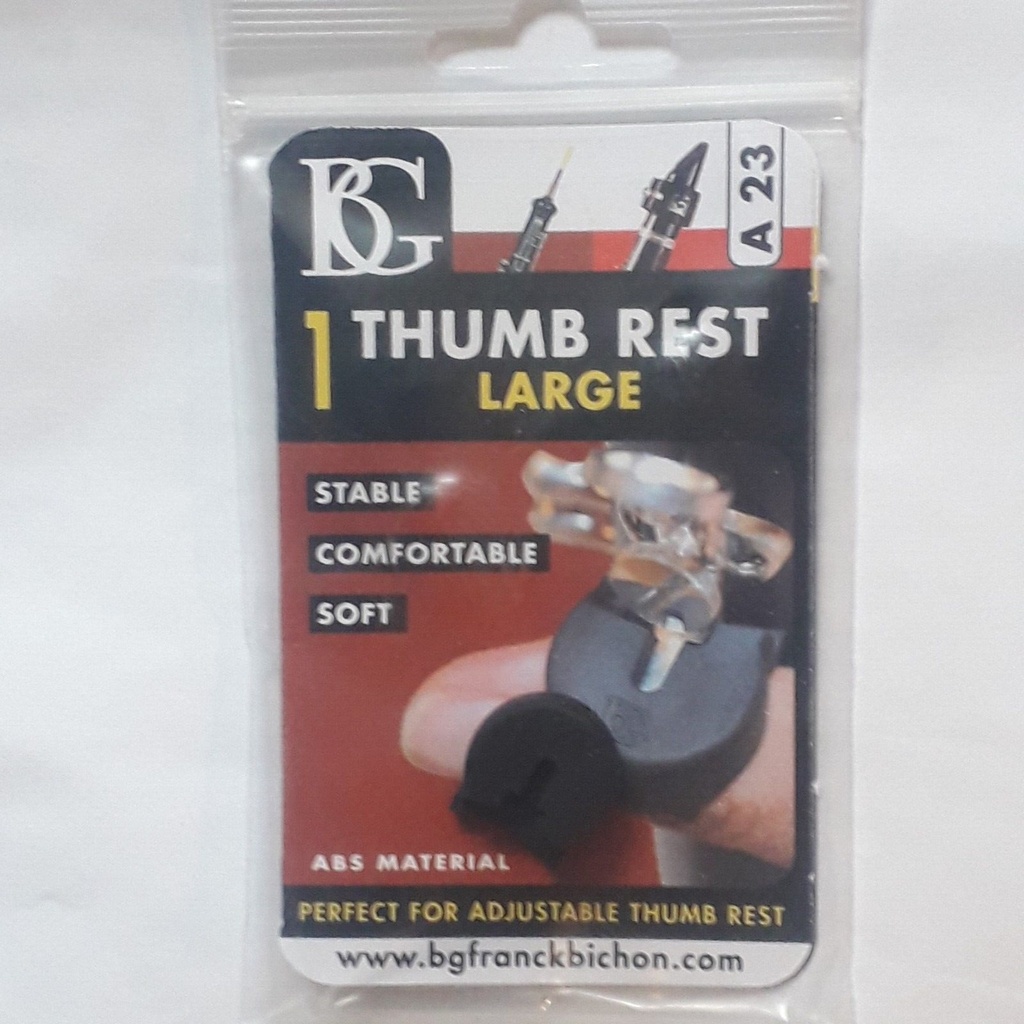 BG
A 23
1 THUMB REST
LARGE
STABLE
COMFORTABLE
SOFT
ABS MATERIAL
PERFECT FOR ADJUSTABLE THUMB REST
www.bgfranckbichon.com